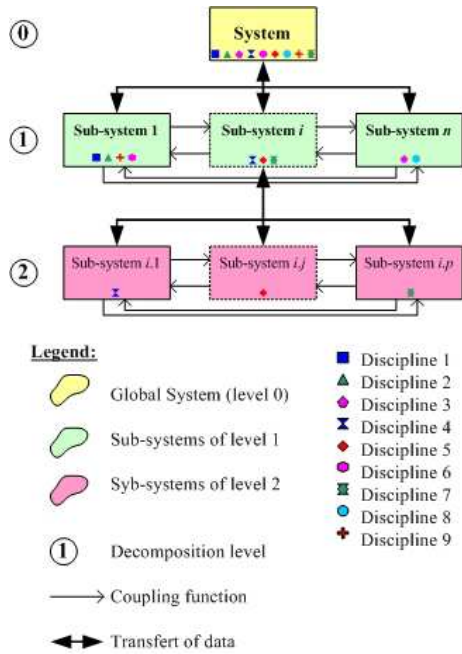 0
System
1
Sub-system 1
Sub-system i
Sub-system n
2
Sub-system i.1
Sub-system i.j
Sub-system i.p
Legend:
Global System (level 0)
Sub-systems of level 1
Syb-systems of level 2
1 Decomposition level
Coupling function
Transfert of data
Discipline 1
Discipline 2
Discipline 3
Discipline 4
Discipline 5
Discipline 6
Discipline 7
Discipline 8
Discipline 9